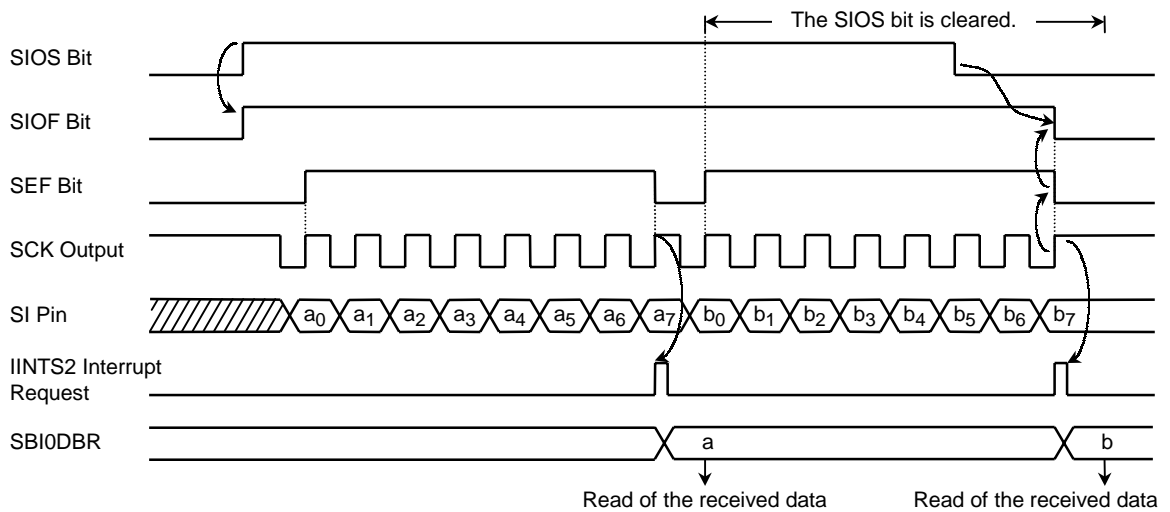 The SIOS bit is cleared.
SIOS Bit
SIOF Bit
SEF Bit
SCK Output
SI Pin
a0 a1 a2 a3 a4 a5 a6 a7 b0 b1 b2 b3 b4 b5 b6 b7
IINTS2 Interrupt
Request
SBI0DBR
a b
Read of the received data Read of the received data